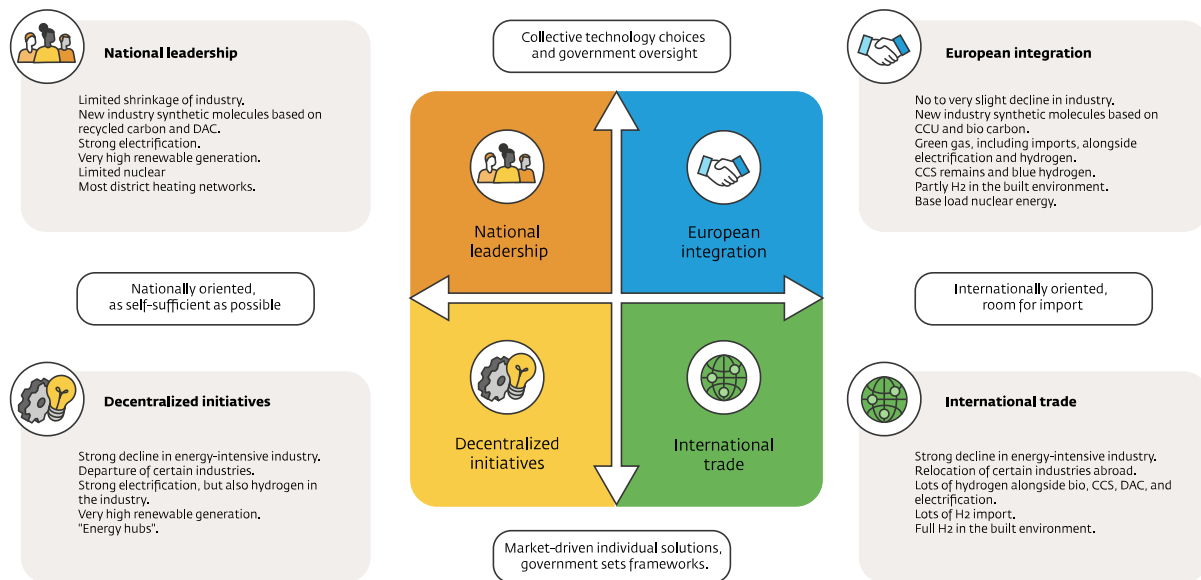 National leadership
Limited shrinkage of industry.
New industry synthetic molecules based on
recycled carbon and DAC.
Strong electrification.
Very high renewable generation.
Limited nuclear
Most district heating networks.
Collective technology choices
and government oversight
European integration
No to very slight decline in industry.
New industry synthetic molecules based on
CCU and bio carbon.
Green gas, including imports, alongside
electrification and hydrogen.
CCS remains and blue hydrogen.
Partly H2 in the built environment.
Base load nuclear energy.
National
leadership
European
integration
Nationally oriented,
as self-sufficient as possible
Internationally oriented,
room for import
Decentralized initiatives
Strong decline in energy-intensive industry.
Departure of certain industries.
Strong electrification, but also hydrogen in
the industry.
Very high renewable generation.
"Energy hubs".
Decentralized
initiatives
International
trade
International trade
Strong decline in energy-intensive industry.
Relocation of certain industries abroad.
Lots of hydrogen alongside bio, CCS, DAC, and
electrification.
Lots of H2 import.
Full H2 in the built environment.
Market-driven individual solutions,
government sets frameworks.